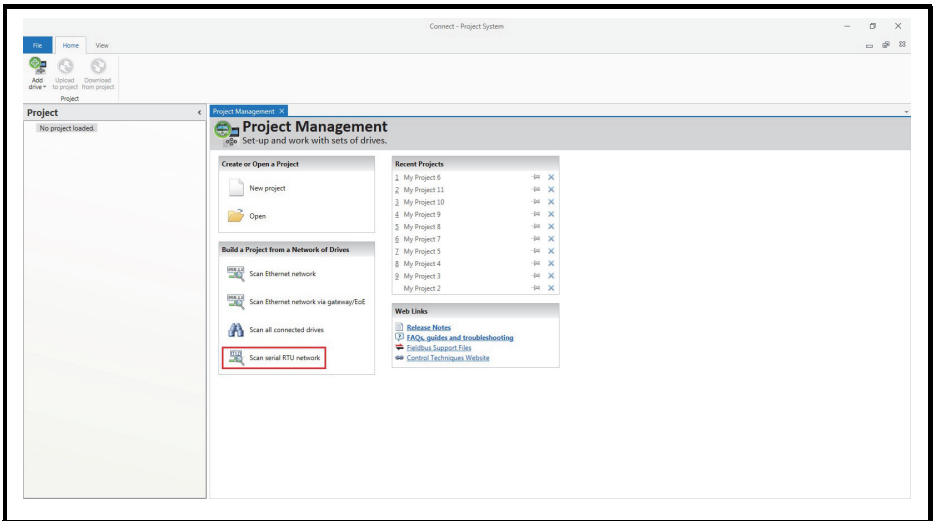 Connect - Project System
File Home View
Add drive Upload to project Download from project
Project
Project
Project Management
No project loaded.
Project Management
Set-up and work with sets of drives.
Create or Open a Project
New project
Open
Build a Project from a Network of Drives
Scan Ethernet network
Scan Ethernet network via gateway/EoE
Scan all connected drives
Scan serial RTU network
Recent Projects
1 My Project 6
2 My Project 11
3 My Project 10
4 My Project 9
5 My Project 8
6 My Project 7
7 My Project 5
8 My Project 4
9 My Project 3
My Project 2
Web Links
Release Notes
FAQs, guides and troubleshooting
Fieldbus Support Files
Control Techniques Website